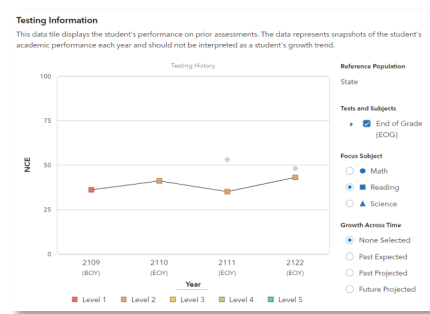 Testing Information
This data tile displays the student's performance on prior assessments. The data represents snapshots of the student's
academic performance each year and should not be interpreted as a student's growth trend.
Testing History
100
75
50
25
0
NCE
2109
(BOY)
2110
(EOY)
2111
(EOY)
2122
(EOY)
Year
Level 1
Level 2
Level 3
Level 4
Level 5
Reference Population
State
Tests and Subjects
End of Grade
(EOG)
Focus Subject
Math
Reading
Science
Growth Across Time
None Selected
Past Expected
Past Projected
Future Projected